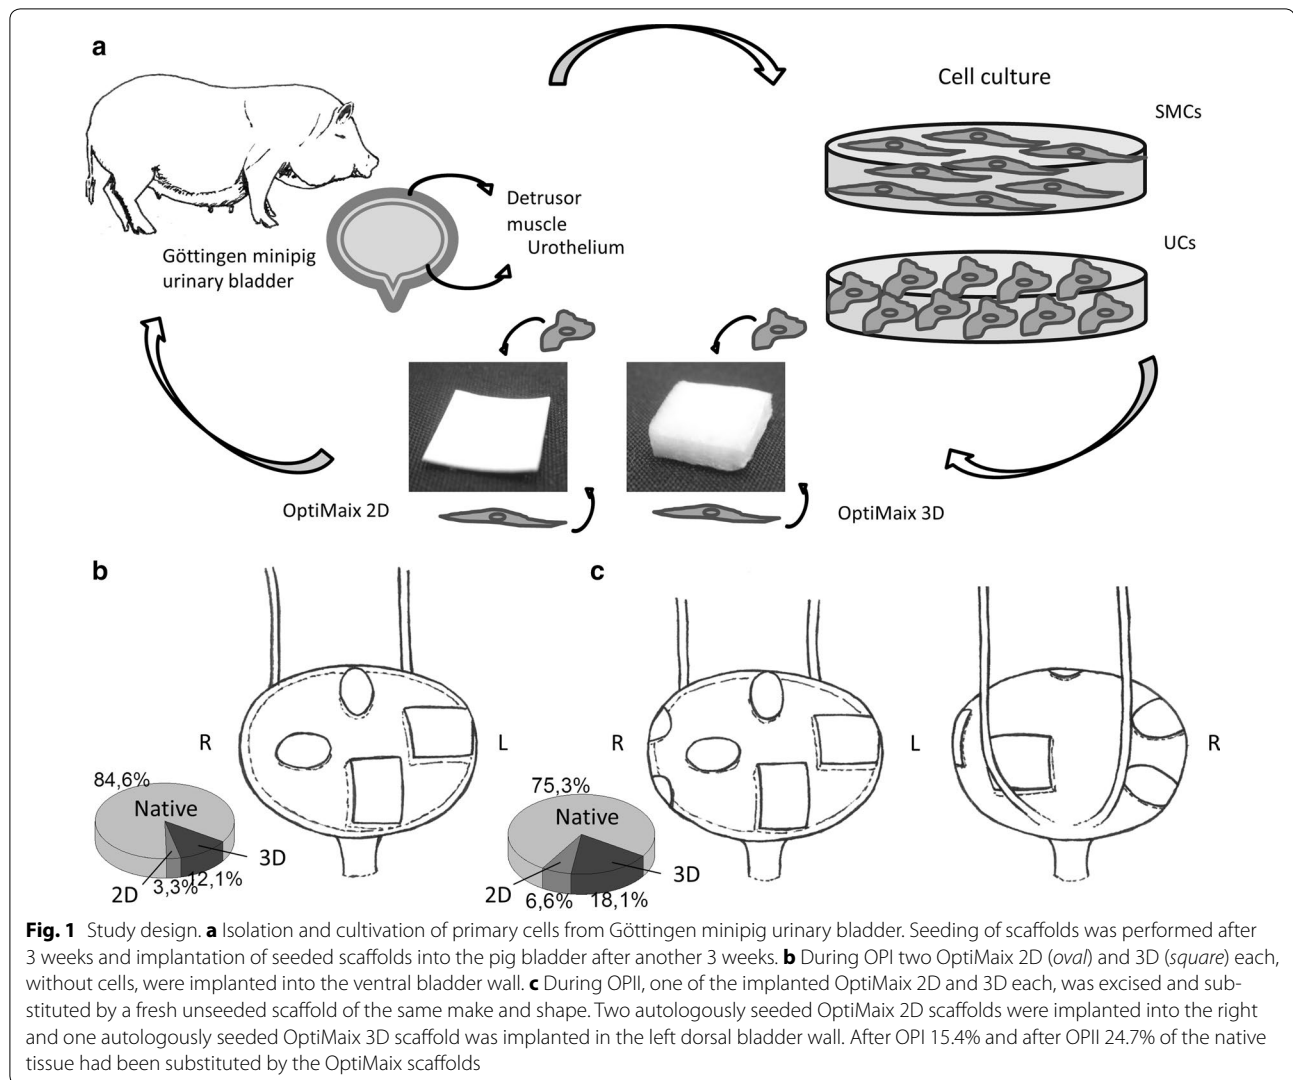 a
Cell culture
SMCs
Detrusor
muscle
Urothelium
UCs
Göttingen minipig
urinary bladder
OptiMaix 2D
OptiMaix 3D
b
c
R
L
R
L
R
84,6%
Native
3D
2D
3,3%
12,1%
75,3%
Native
3D
2D
6,6%
18,1%
Fig. 1 Study design. a Isolation and cultivation of primary cells from Göttingen minipig urinary bladder. Seeding of scaffolds was performed after
3 weeks and implantation of seeded scaffolds into the pig bladder after another 3 weeks. b During OPI two OptiMaix 2D (oval) and 3D (square) each,
without cells, were implanted into the ventral bladder wall. c During OPII, one of the implanted OptiMaix 2D and 3D each, was excised and sub-
stituted by a fresh unseeded scaffold of the same make and shape. Two autologously seeded OptiMaix 2D scaffolds were implanted into the right
and one autologously seeded OptiMaix 3D scaffold was implanted in the left dorsal bladder wall. After OPI 15.4% and after OPII 24.7% of the native
tissue had been substituted by the OptiMaix scaffolds